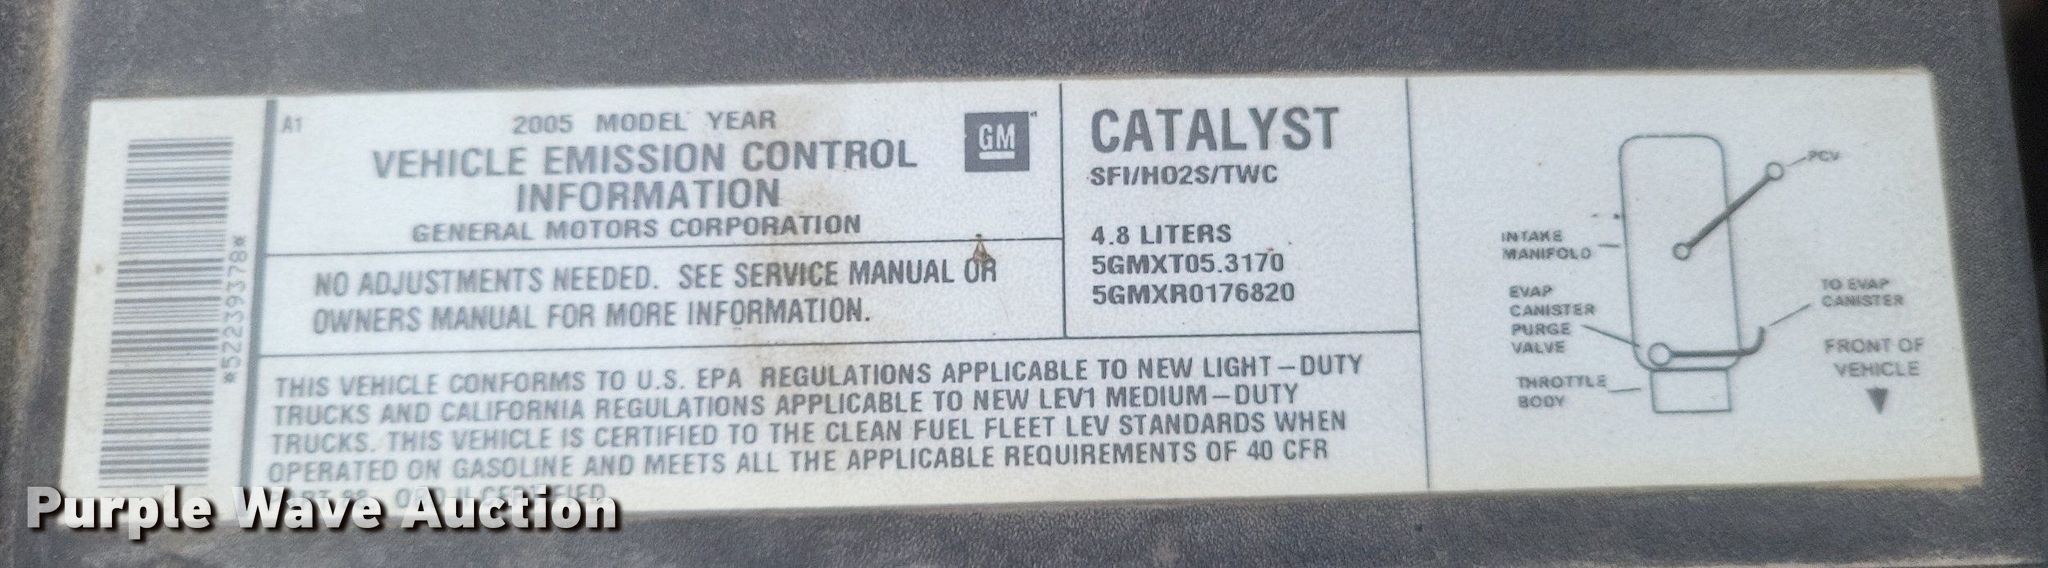 A1
2005 MODEL YEAR
VEHICLE EMISSION CONTROL
INFORMATION
GENERAL MOTORS CORPORATION
GM
NO ADJUSTMENTS NEEDED. SEE SERVICE MANUAL OR
OWNERS MANUAL FOR MORE INFORMATION.
CATALYST
SFI/HO2S/TWC
4.8 LITERS
5GMXT05.3170
5GMXR0176820
THIS VEHICLE CONFORMS TO U.S. EPA REGULATIONS APPLICABLE TO NEW LIGHT-DUTY
TRUCKS AND CALIFORNIA REGULATIONS APPLICABLE TO NEW LEV1 MEDIUM-DUTY
TRUCKS. THIS VEHICLE IS CERTIFIED TO THE CLEAN FUEL FLEET LEV STANDARDS WHEN
OPERATED ON GASOLINE AND MEETS ALL THE APPLICABLE REQUIREMENTS OF 40 CFR
*52239378*
PCV
INTAKE
MANIFOLD
EVAP
CANISTER
PURGE
VALVE
THROTTLE
BODY
TO EVAP
CANISTER
FRONT OF
VEHICLE
Purple Wave Auction